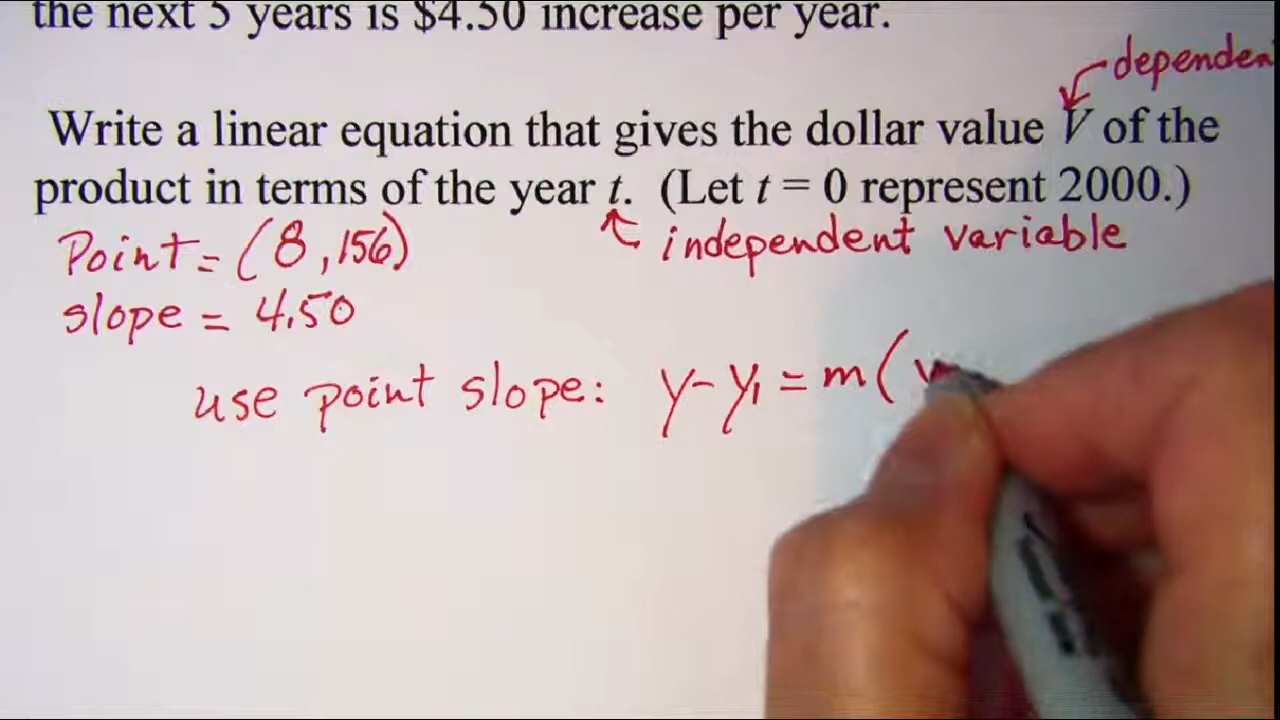 the next 5 years is $4.50 increase per year.
Write a linear equation that gives the dollar value V of the
product in terms of the year t. (Let t = 0 represent 2000.)
Point = (8,156)
independent variable
slope = 4.50
use point slope: y-y₁ = m(